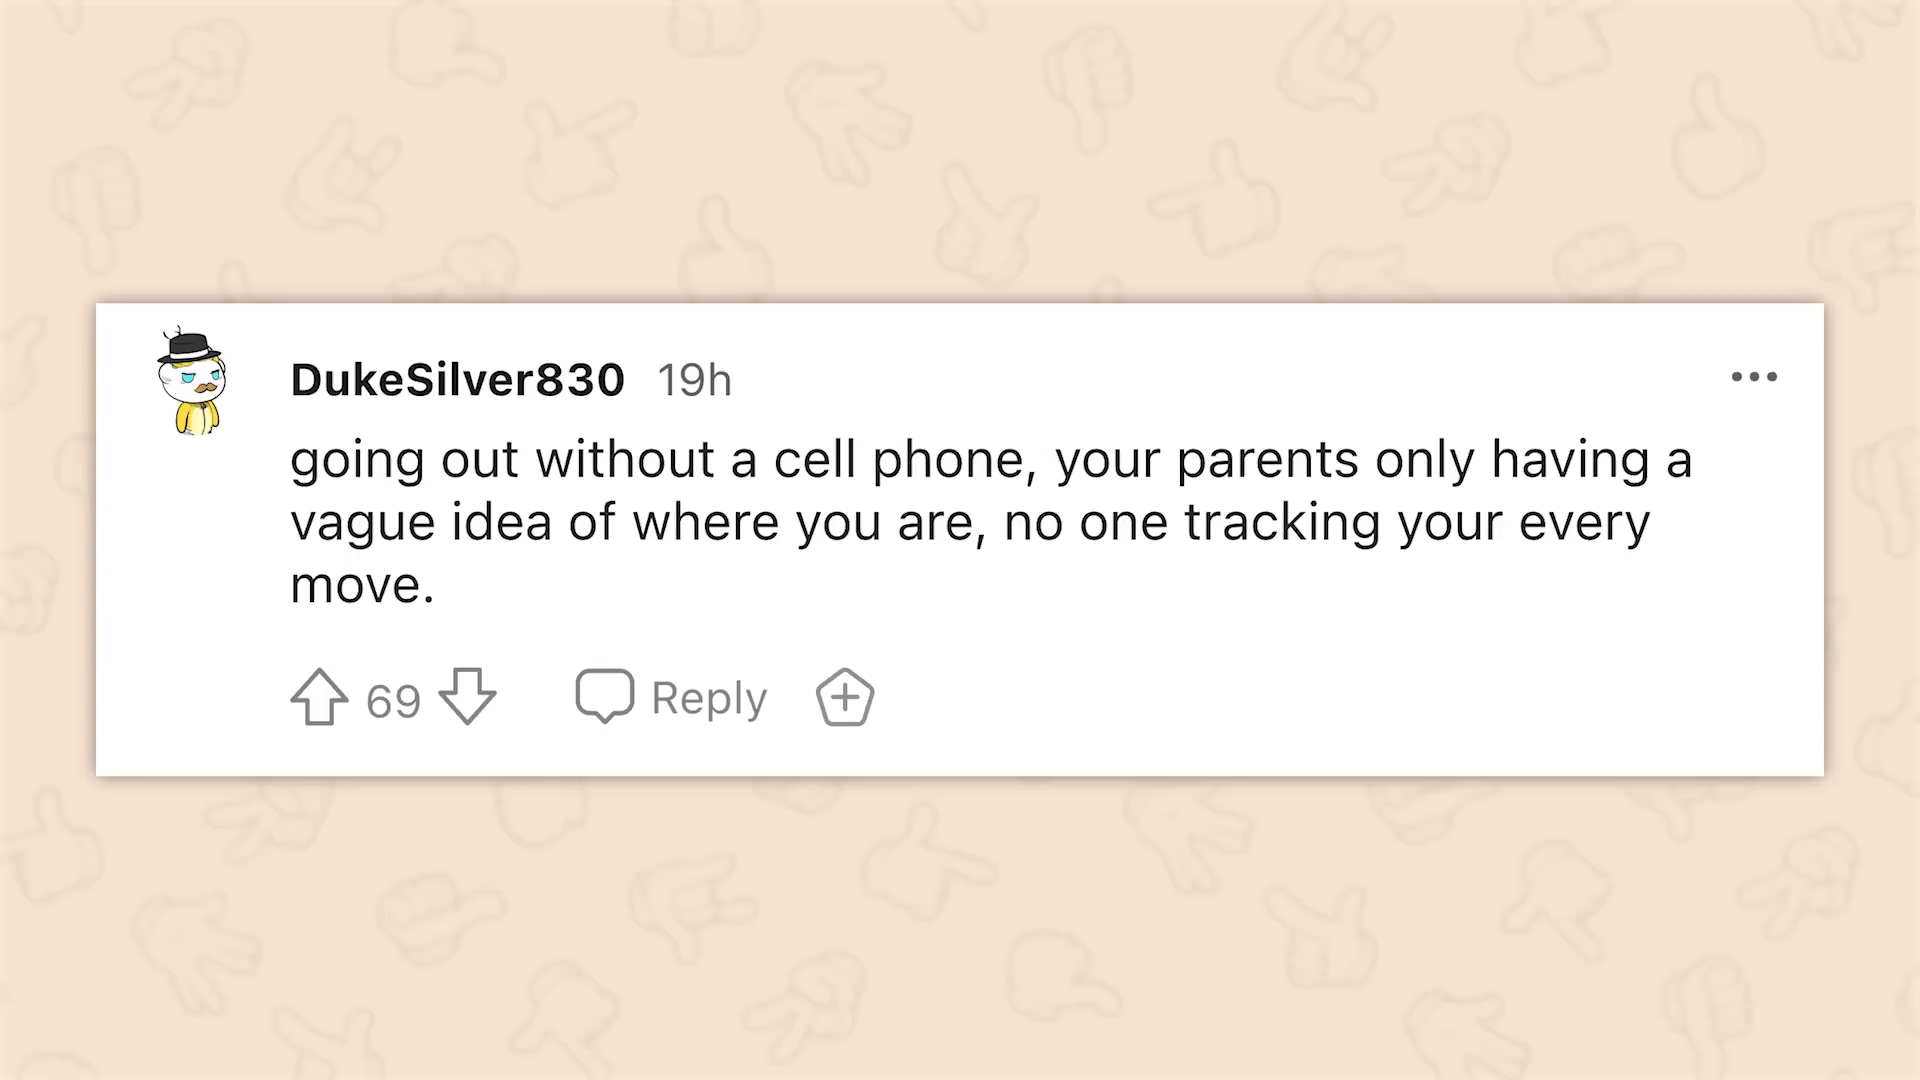 DukeSilver830 19h
going out without a cell phone, your parents only having a
vague idea of where you are, no one tracking your every
move.
69 Reply